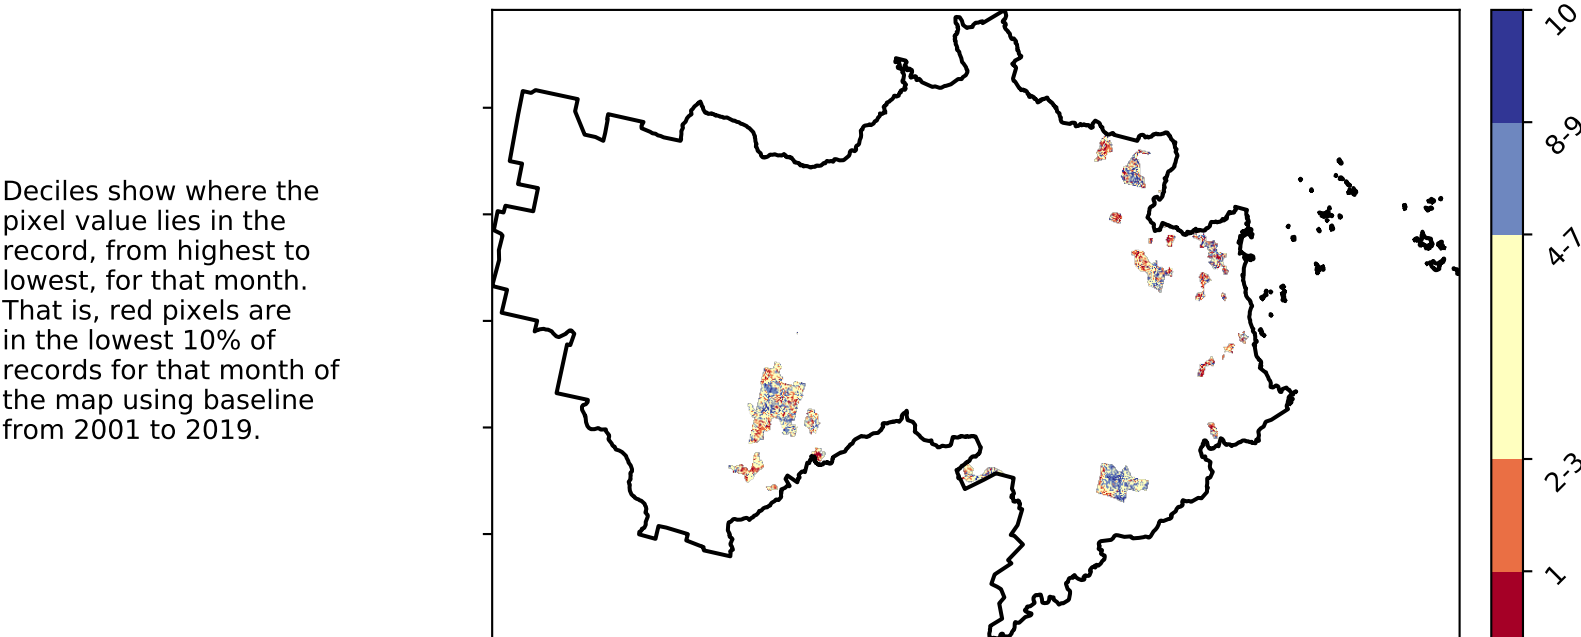 Deciles show where the
pixel value lies in the
record, from highest to
lowest, for that month.
That is, red pixels are
in the lowest 10% of
records for that month of
the map using baseline
from 2001 to 2019.
10
8-9
4-7
2-3
1